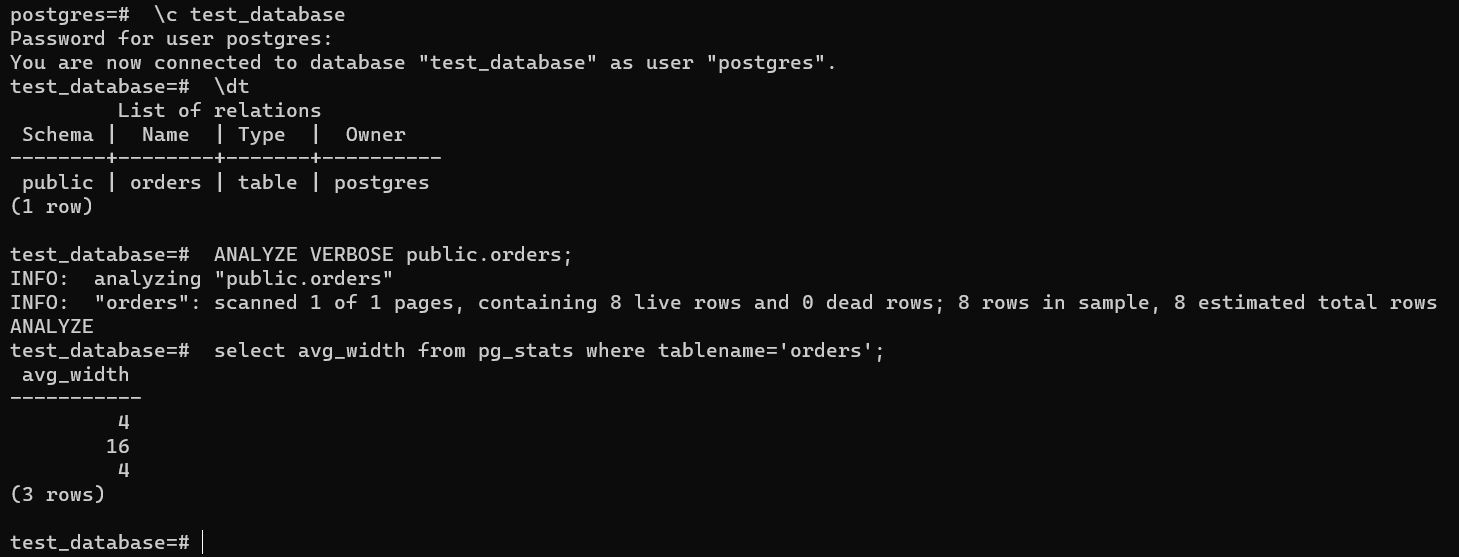 postgres=#  \c test_database
Password for user postgres:
You are now connected to database "test_database" as user "postgres".
test_database=#  \dt
         List of relations
 Schema |  Name  | Type  |  Owner
--------+--------+-------+----------
 public | orders | table | postgres
(1 row)

test_database=#  ANALYZE VERBOSE public.orders;
INFO:  analyzing "public.orders"
INFO:  "orders": scanned 1 of 1 pages, containing 8 live rows and 0 dead rows; 8 rows in sample, 8 estimated total rows
ANALYZE
test_database=#  select avg_width from pg_stats where tablename='orders';
 avg_width
-----------
         4
        16
         4
(3 rows)

test_database=#